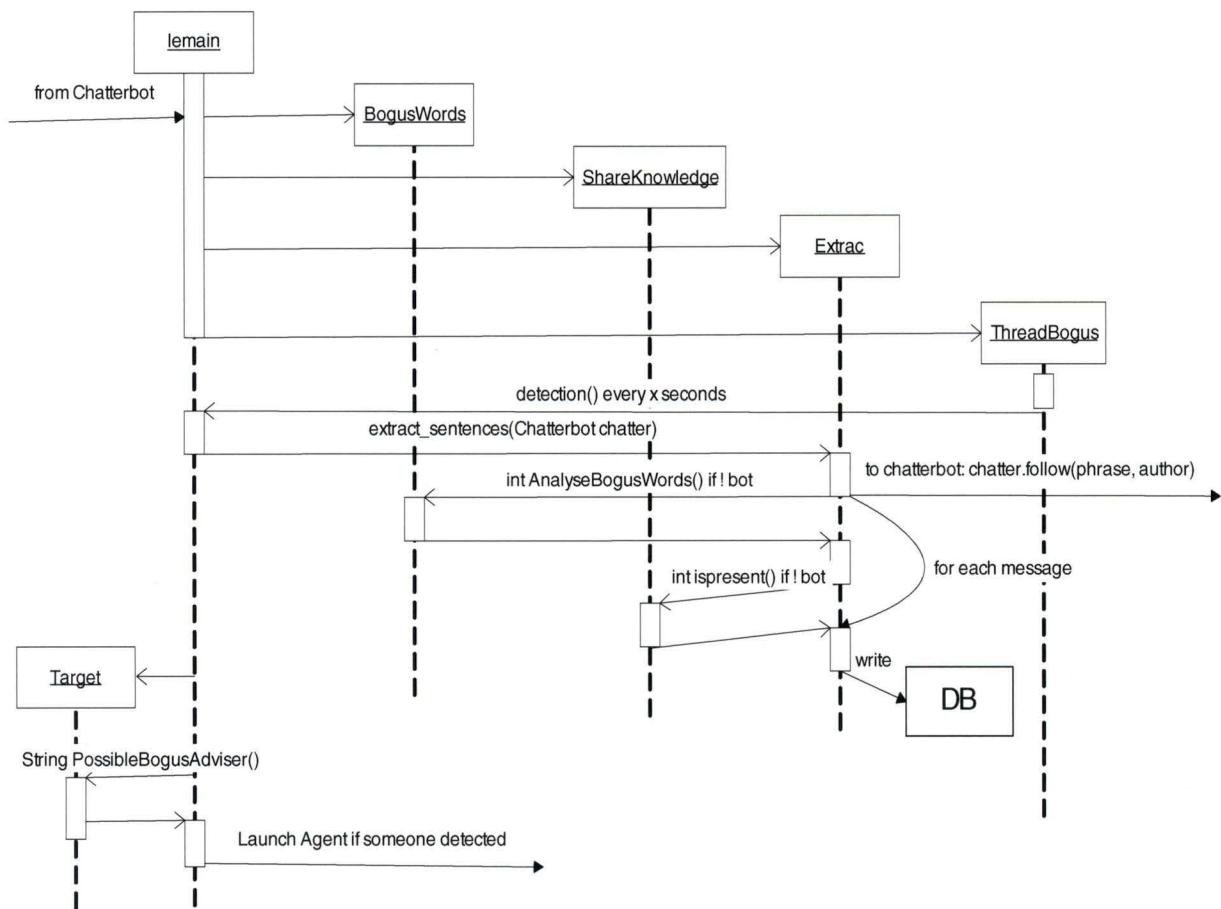 lemain
from Chatterbot
BogusWords
ShareKnowledge
Extrac
ThreadBogus
detection() every x seconds
extract_sentences(Chatterbot chatter)
to chatterbot: chatter.follow(phrase, author)
int AnalyseBogusWords() if ! bot
for each message
int ispresent() if ! bot
write
Target
DB
String PossibleBogusAdviser()
Launch Agent if someone detected